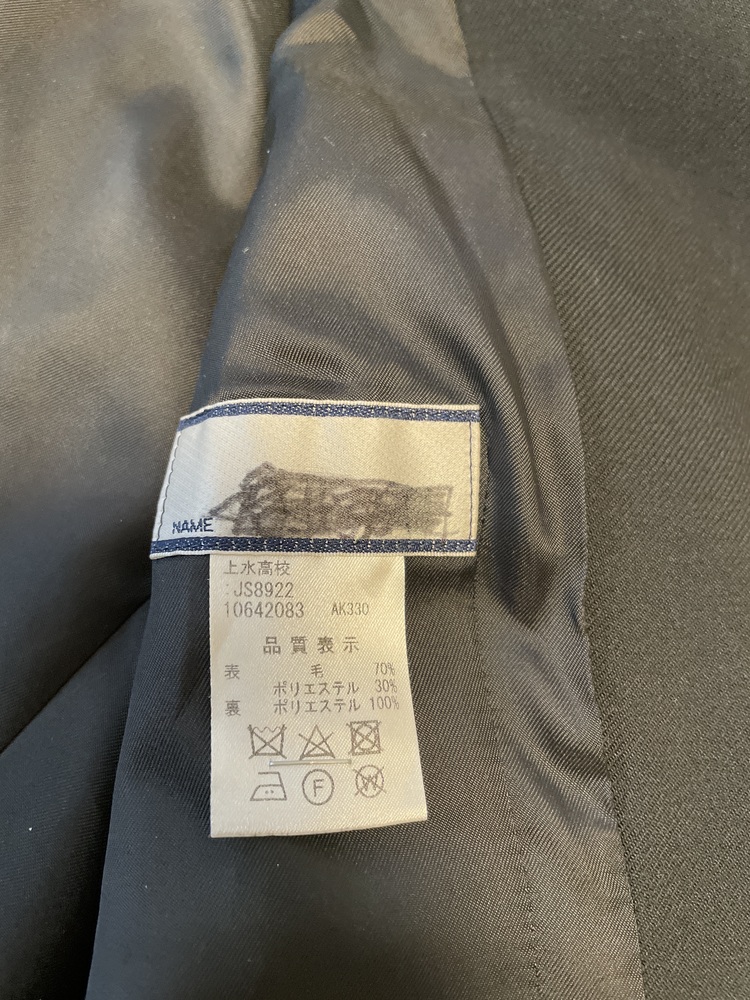 NAME
上水高校
:JS8922
10642083 AK330
品質表示
表 毛 70%
ポリエステル 30%
裏 ポリエステル 100%
F
W